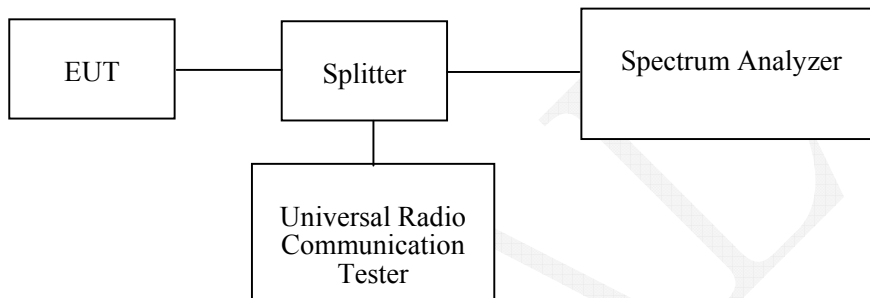 EUT
Splitter
Spectrum Analyzer
Universal Radio
Communication
Tester